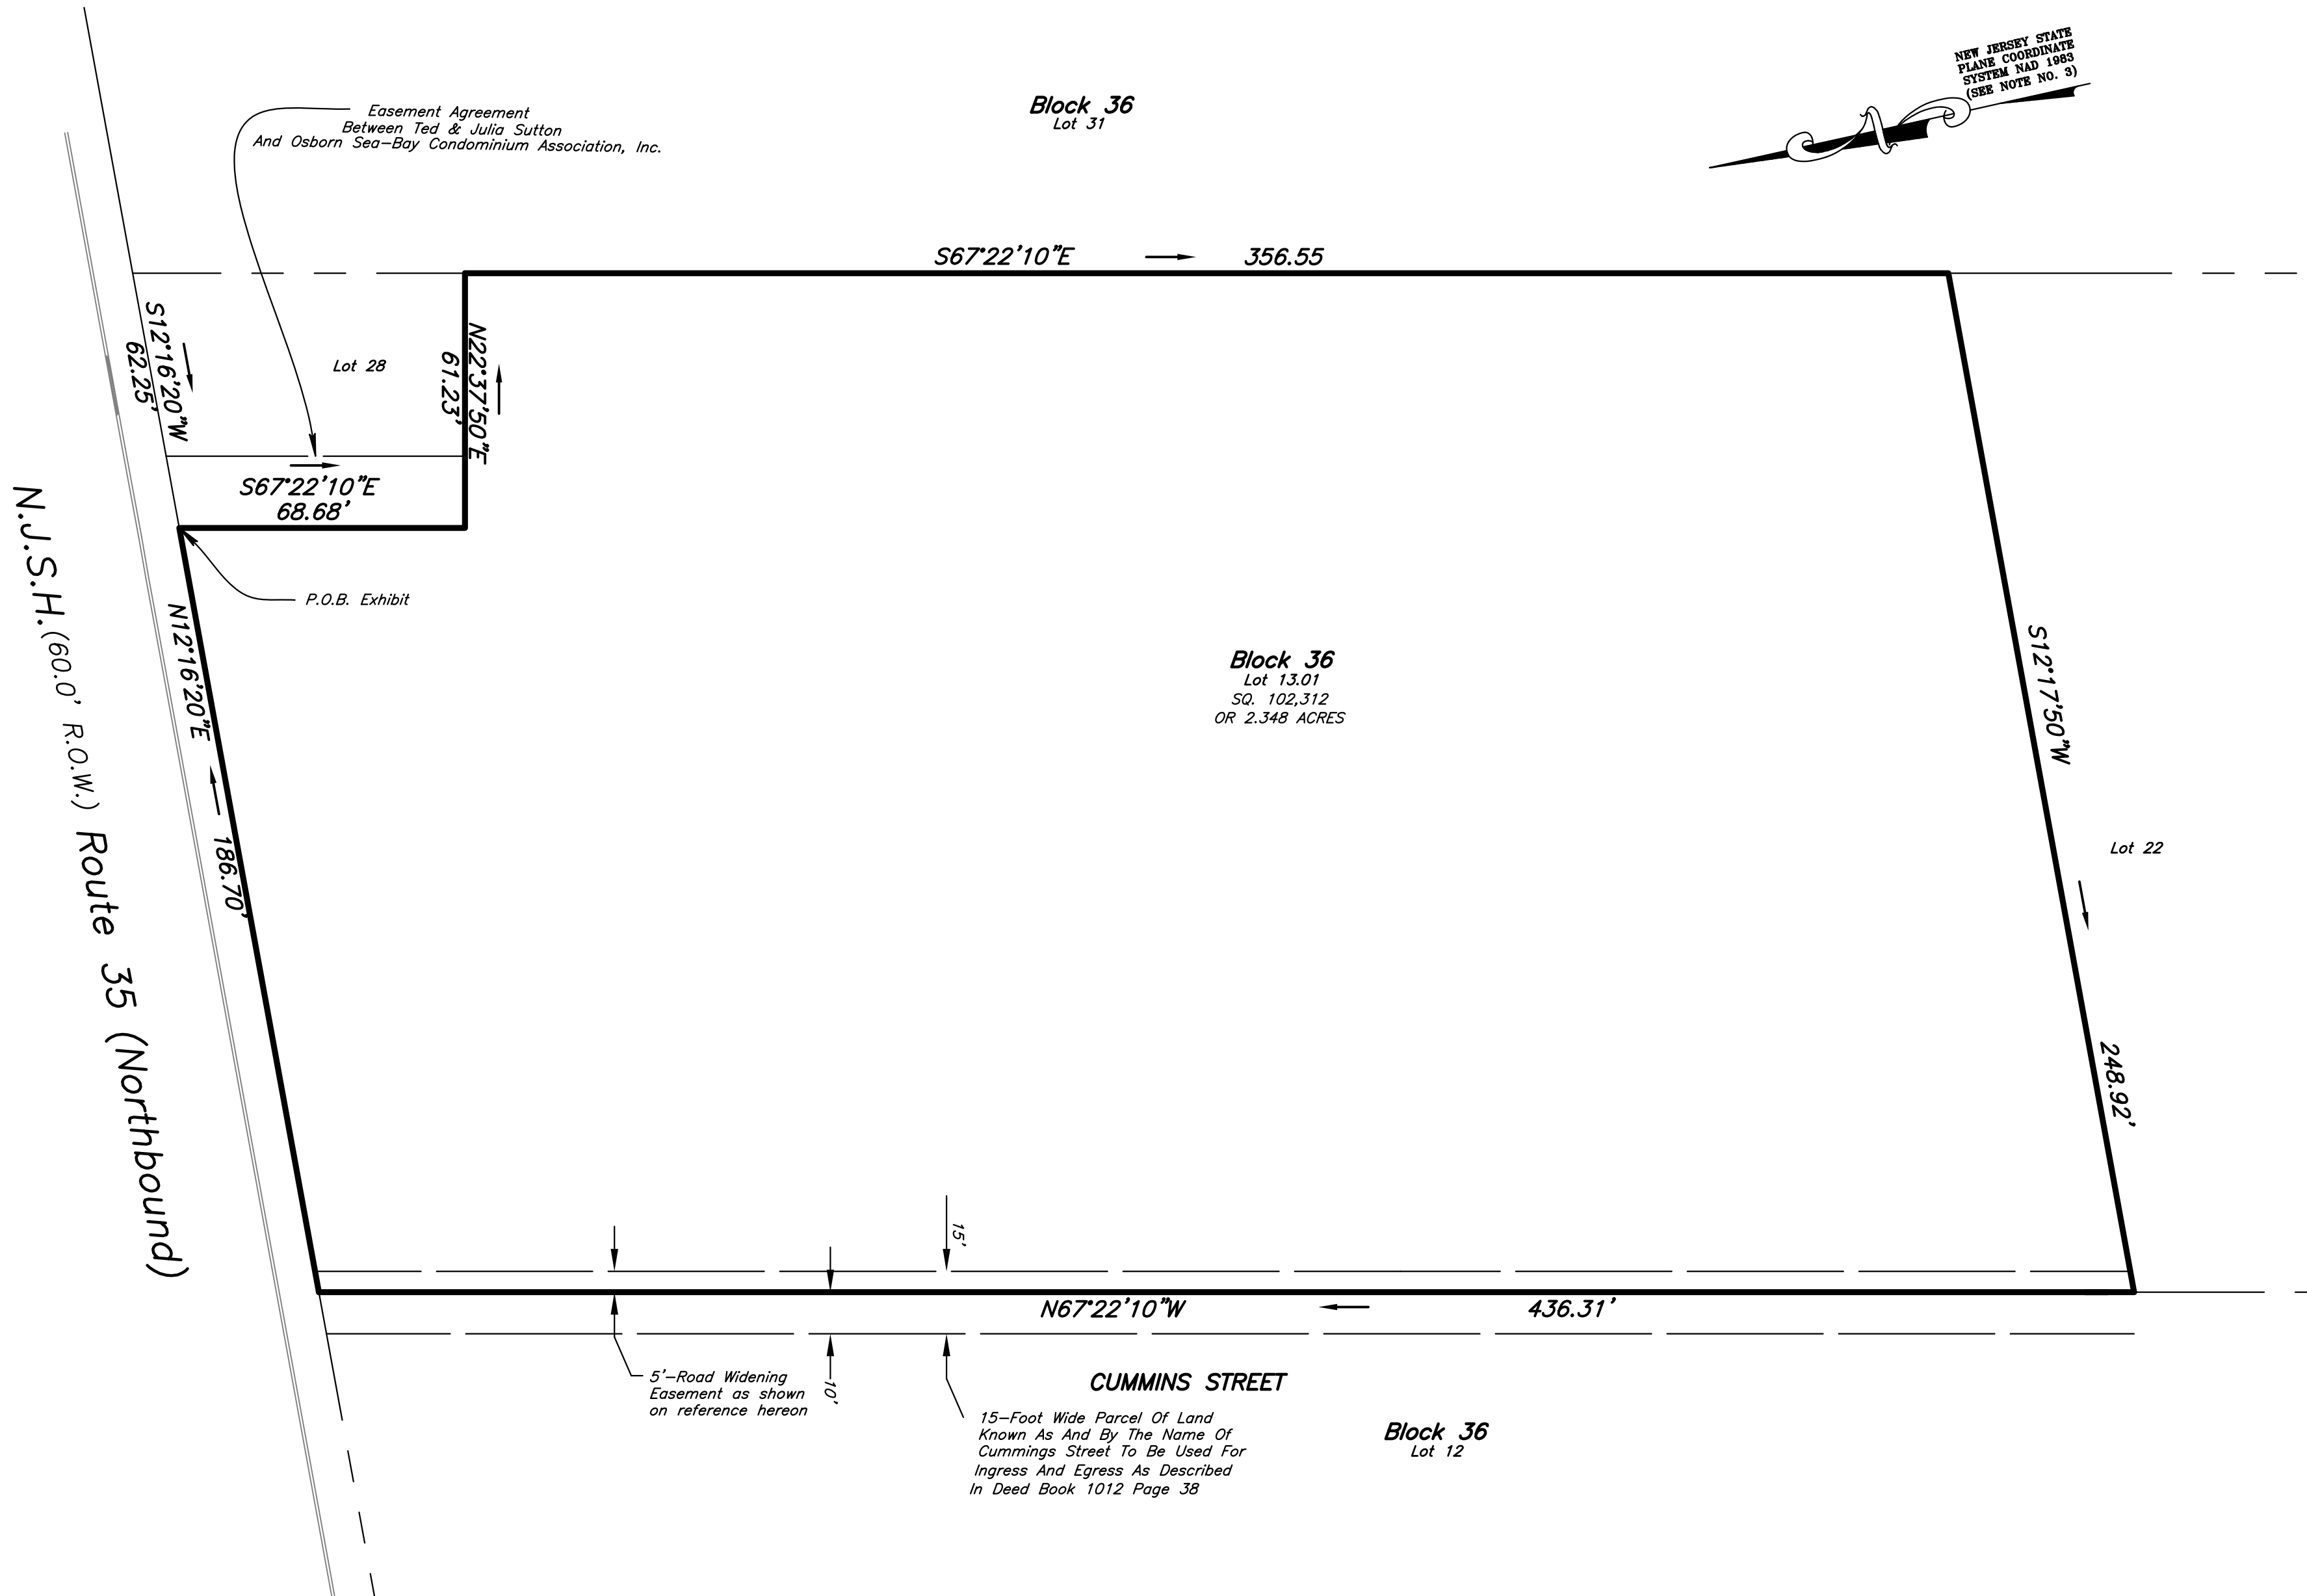 NEW JERSEY STATE
PLANE COORDINATE
SYSTEM NAD 1983
(SEE NOTE NO. 3)
N
Easement Agreement
Between Ted & Julia Sutton
And Osborn Sea-Bay Condominium Association, Inc.
Block 36
Lot 31
S67°22'10"E 356.55
S12°16'20"W
62.25'
Lot 28
N22°37'50"E
61.23'
S67°22'10"E
68.68'
P.O.B. Exhibit
N.J.S.H. (60.0' R.O.W.) Route 35 (Northbound)
N12°16'20"E 186.70'
Block 36
Lot 13.01
SQ. 102,312
OR 2.348 ACRES
S12°17'50"W 248.92'
Lot 22
15'
N67°22'10"W 436.31'
5'-Road Widening
Easement as shown
on reference hereon
10'
CUMMINS STREET
15-Foot Wide Parcel Of Land
Known As And By The Name Of
Cummings Street To Be Used For
Ingress And Egress As Described
In Deed Book 1012 Page 38
Block 36
Lot 12